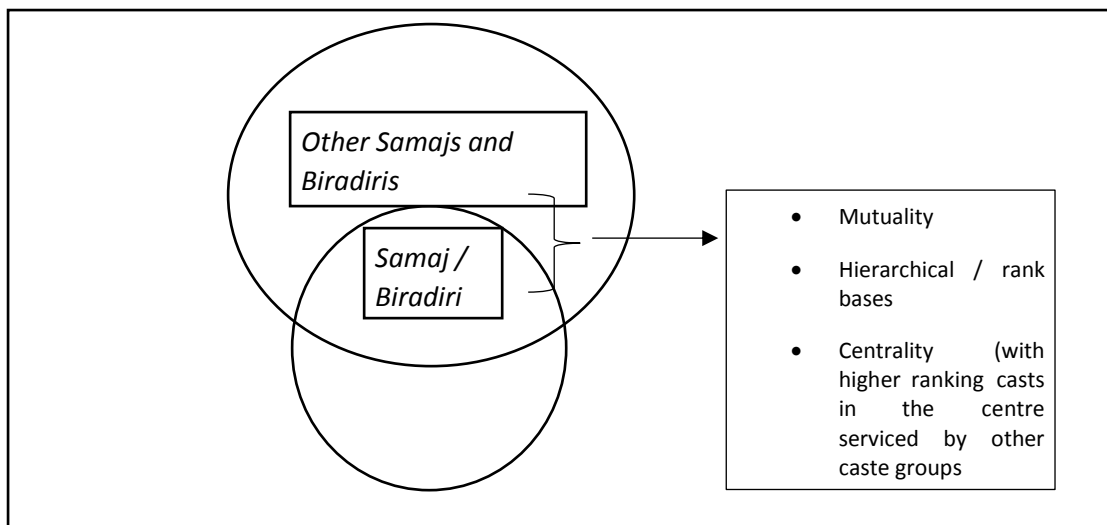 Other Samajs and
Biradiris
Samaj /
Biradiri
• Mutuality
• Hierarchical / rank
bases
• Centrality (with
higher ranking casts
in the centre
serviced by other
caste groups